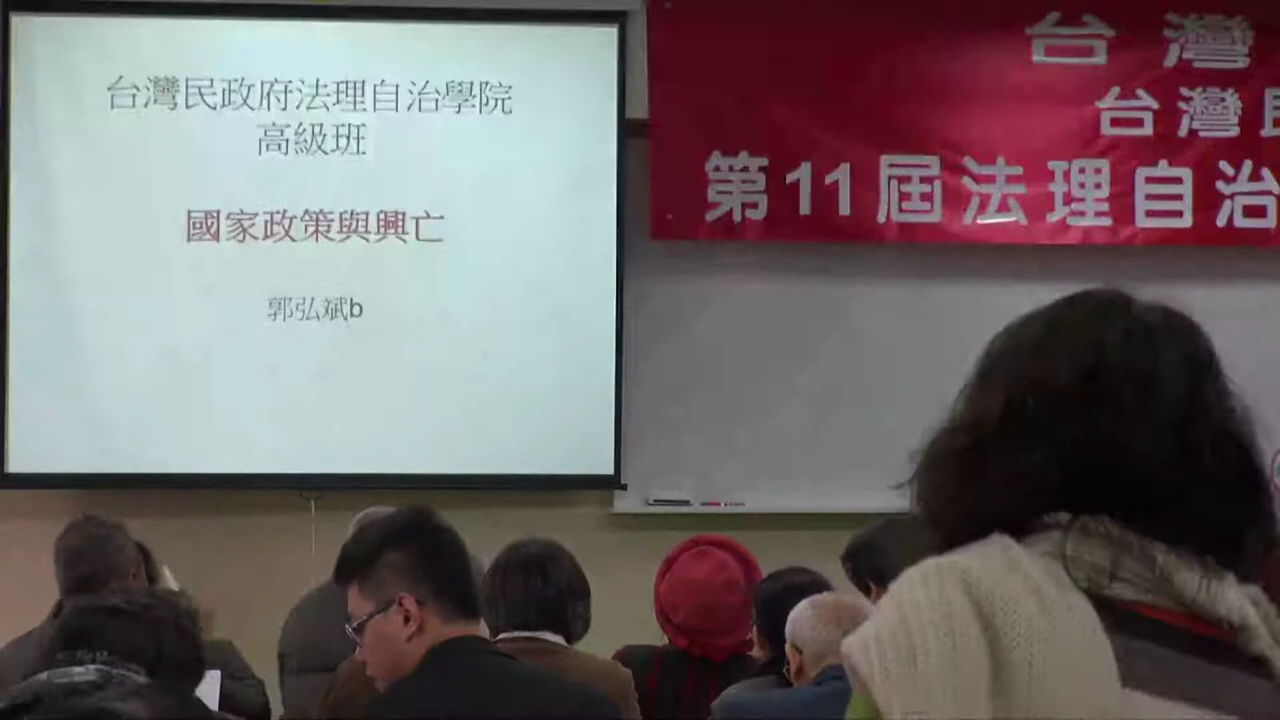 台灣民政府法理自治學院
高級班
國家政策與興亡
郭弘斌b
台灣
台灣民
第11屆法理自治